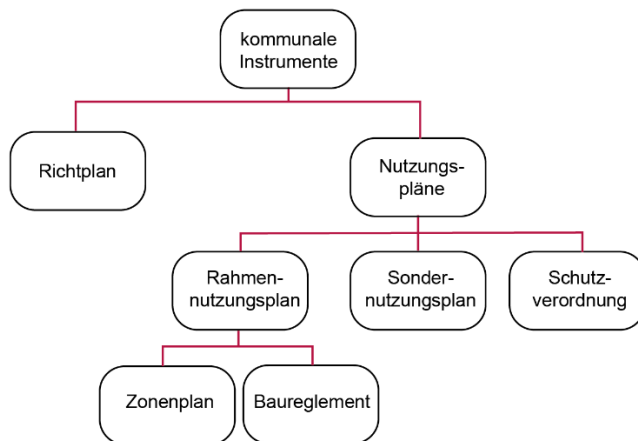 kommunale
Instrumente
Richtplan
Nutzungs-
pläne
Rahmen-
nutzungsplan
Sonder-
nutzungsplan
Schutz-
verordnung
Zonenplan
Baureglement